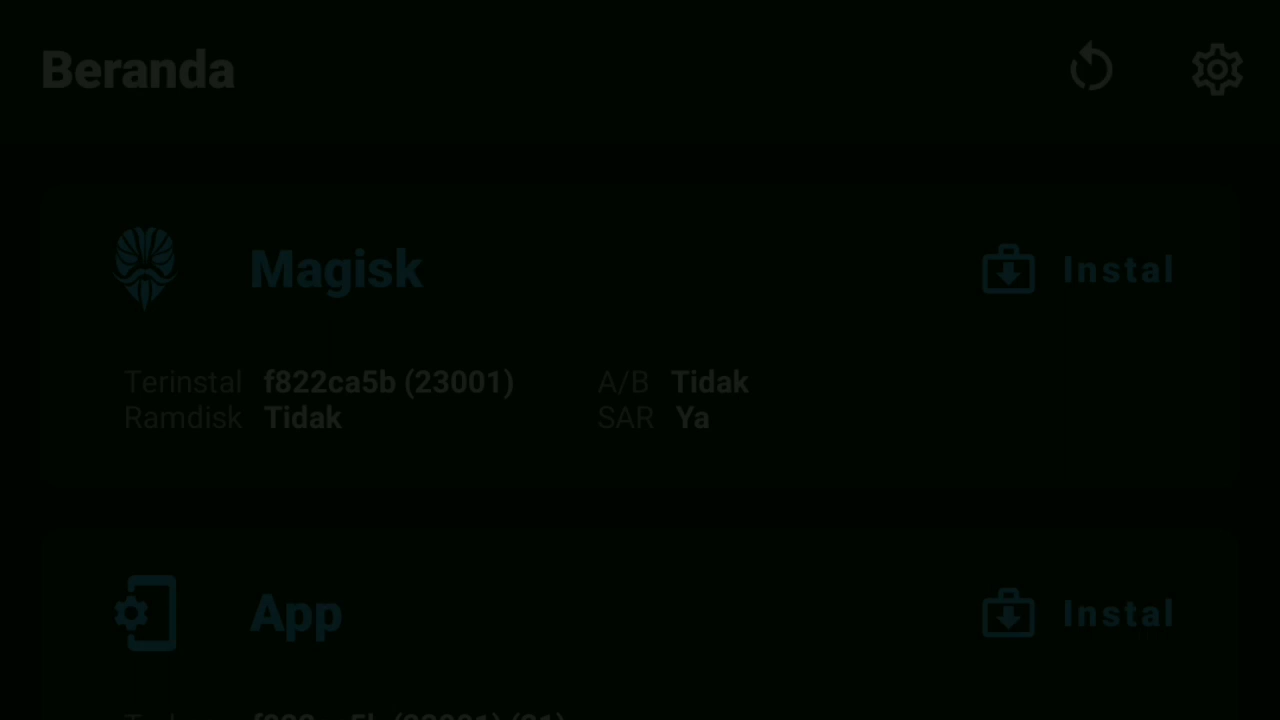 Beranda
Magisk Instal
Terinstal f822ca5b (23001) A/B Tidak
Ramdisk Tidak SAR Ya
App Instal